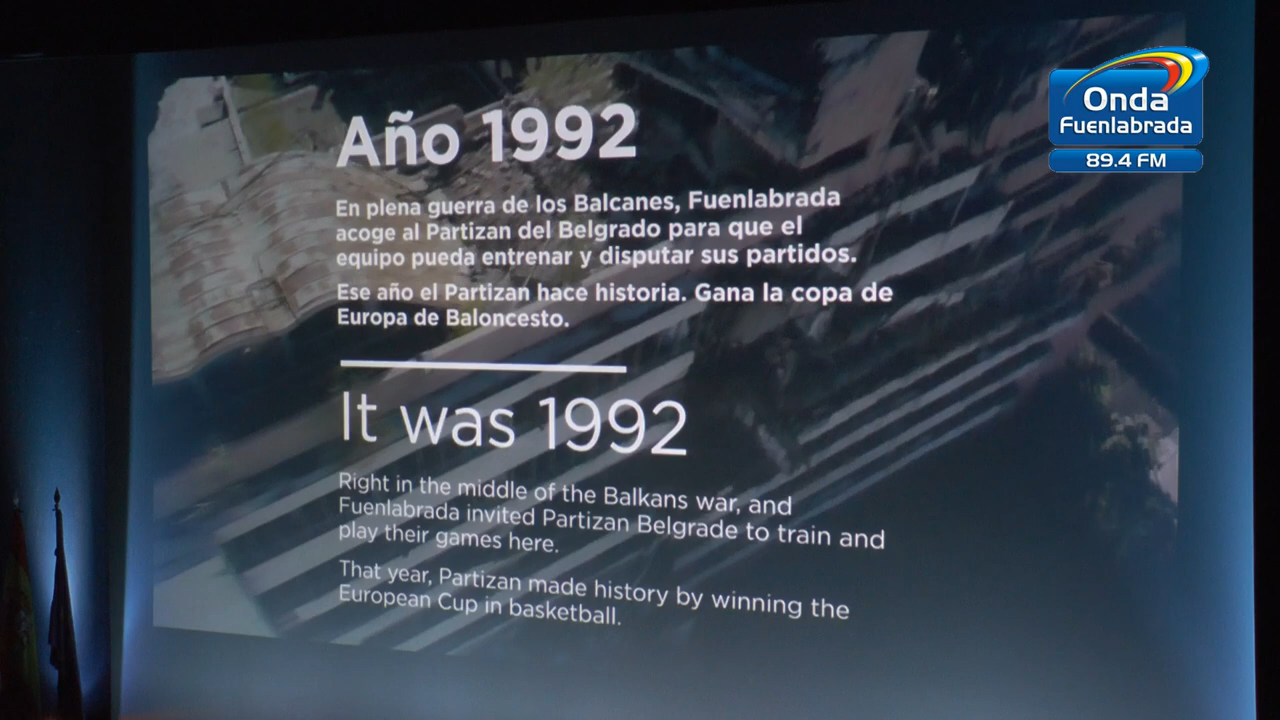 Onda
Fuenlabrada
89.4 FM
Año 1992
En plena guerra de los Balcanes, Fuenlabrada
acoge al Partizan del Belgrado para que el
equipo pueda entrenar y disputar sus partidos.
Ese año el Partizan hace historia. Gana la copa de
Europa de Baloncesto.
It was 1992
Right in the middle of the Balkans war, and
Fuenlabrada invited Partizan Belgrade to train and
play their games here.
That year, Partizan made history by winning the
European Cup in basketball.